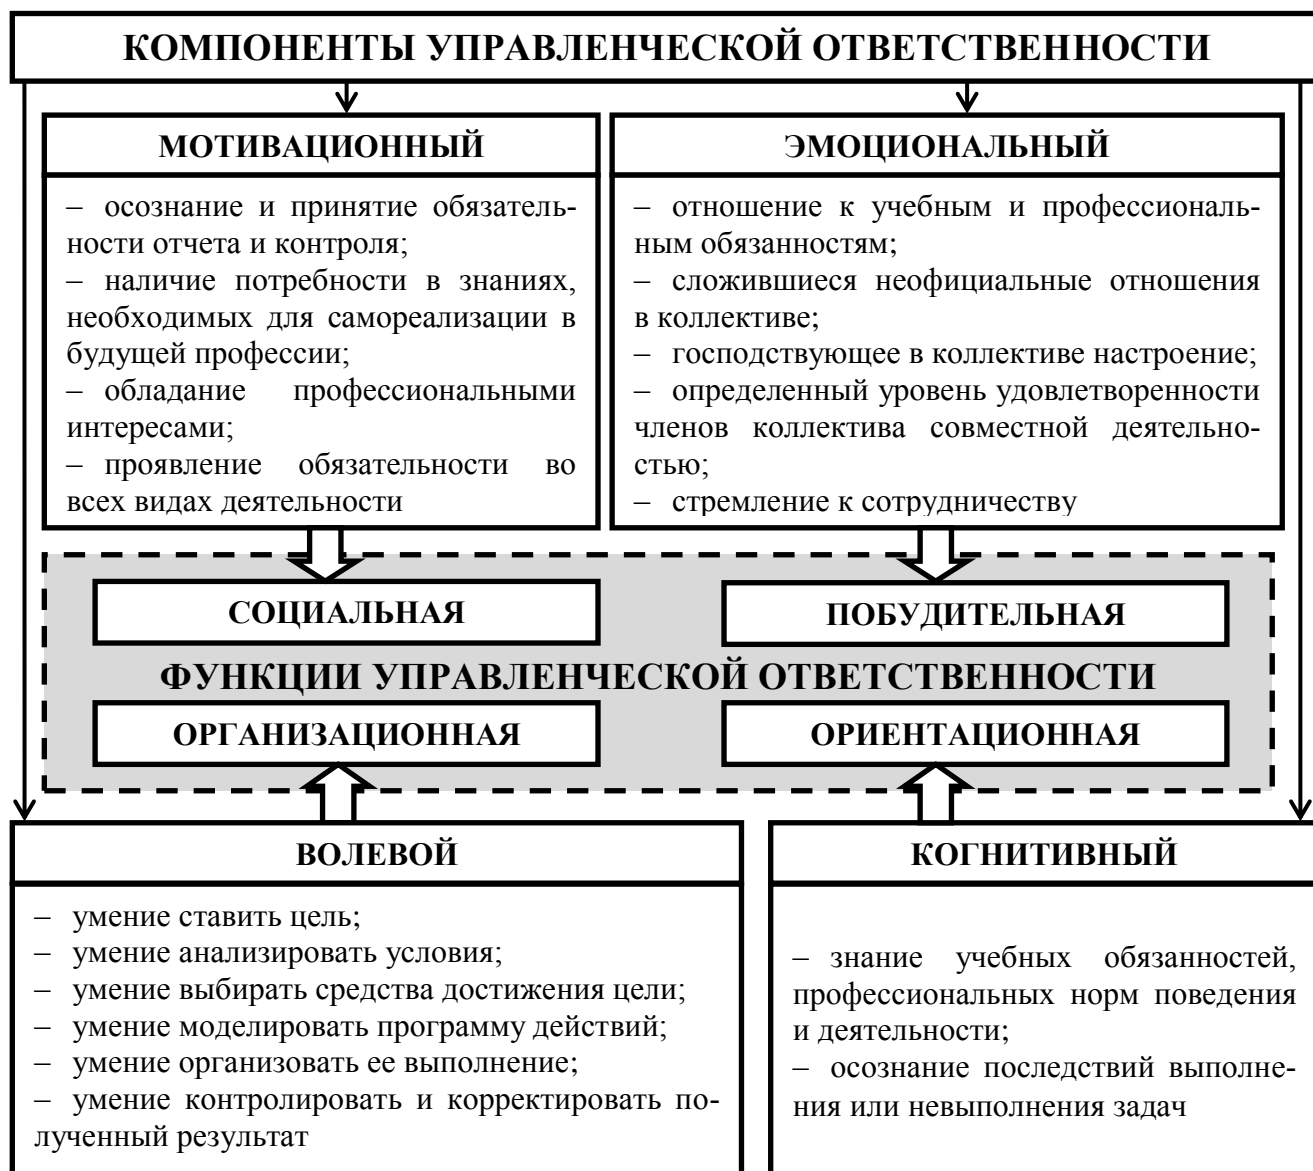 КОМПОНЕНТЫ УПРАВЛЕНЧЕСКОЙ ОТВЕТСТВЕННОСТИ
МОТИВАЦИОННЫЙ
– осознание и принятие обязатель-
ности отчета и контроля;
– наличие потребности в знаниях,
необходимых для самореализации в
будущей профессии;
– обладание профессиональными
интересами;
– проявление обязательности во
всех видах деятельности
ЭМОЦИОНАЛЬНЫЙ
– отношение к учебным и профессиональ-
ным обязанностям;
– сложившиеся неофициальные отношения
в коллективе;
– господствующее в коллективе настроение;
– определенный уровень удовлетворенности
членов коллектива совместной деятельно-
стью;
– стремление к сотрудничеству
СОЦИАЛЬНАЯ
ПОБУДИТЕЛЬНАЯ
ФУНКЦИИ УПРАВЛЕНЧЕСКОЙ ОТВЕТСТВЕННОСТИ
ОРГАНИЗАЦИОННАЯ
ОРИЕНТАЦИОННАЯ
ВОЛЕВОЙ
– умение ставить цель;
– умение анализировать условия;
– умение выбирать средства достижения цели;
– умение моделировать программу действий;
– умение организовать ее выполнение;
– умение контролировать и корректировать по-
лученный результат
КОГНИТИВНЫЙ
– знание учебных обязанностей,
профессиональных норм поведения
и деятельности;
– осознание последствий выполне-
ния или невыполнения задач